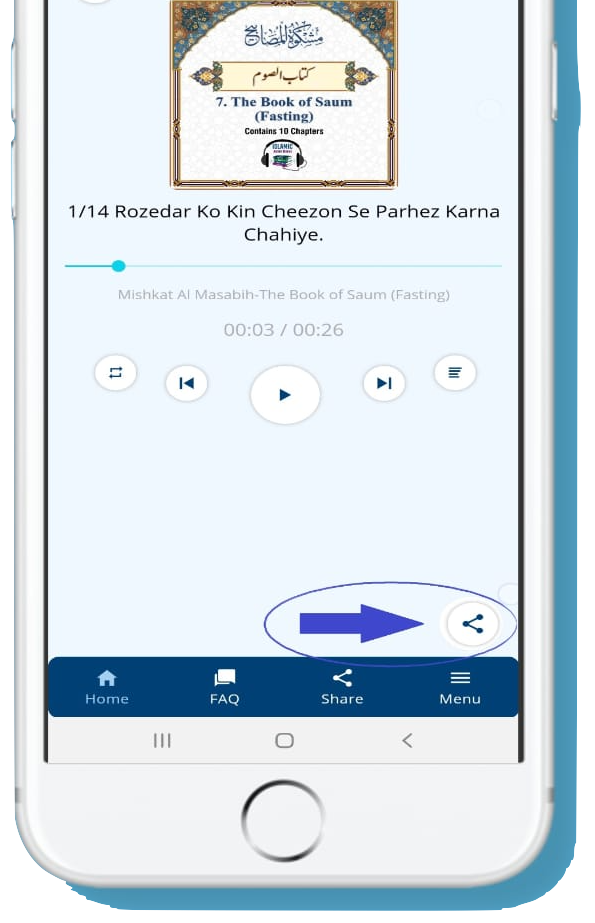 مشكوة المصابيح
كتاب الصوم
7. The Book of Saum
(Fasting)
Contains 10 Chapters
ISLAMIC
1/14 Rozedar Ko Kin Cheezon Se Parhez Karna
Chahiye.
Mishkat Al Masabih-The Book of Saum (Fasting)
00:03 / 00:26
Home FAQ Share Menu